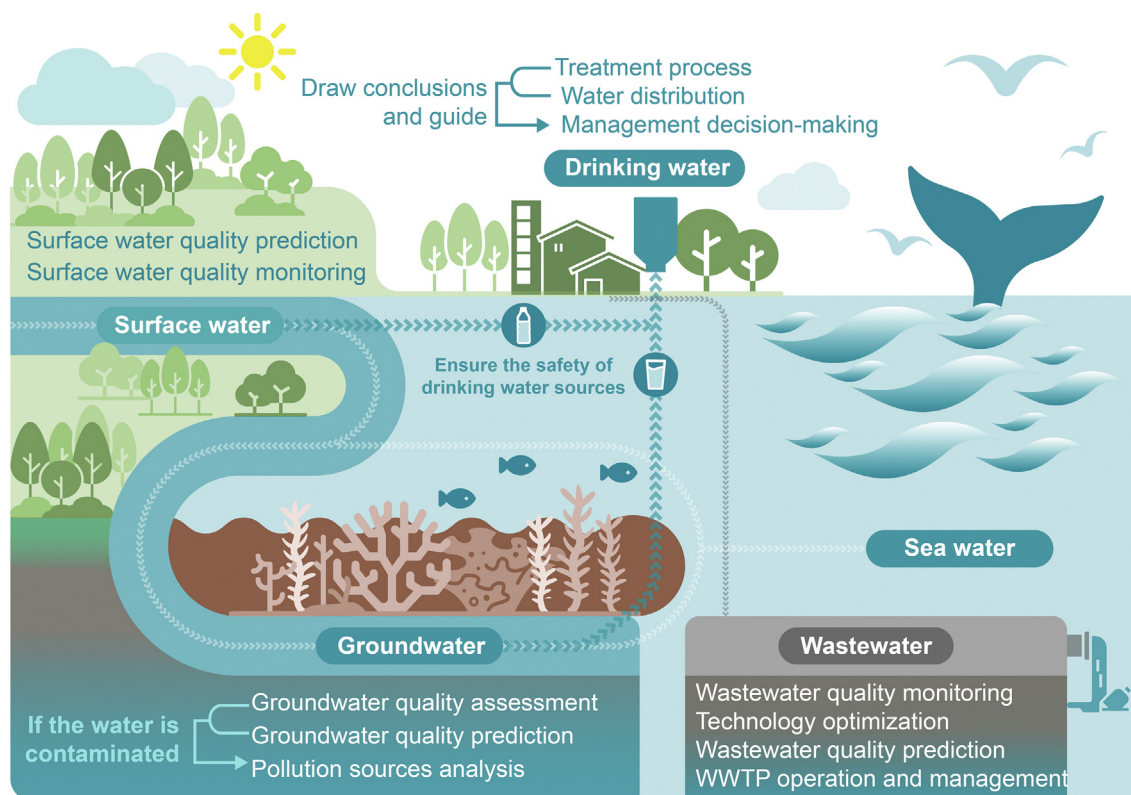 Draw conclusions
and guide
Treatment process
Water distribution
Management decision-making
Drinking water
Surface water quality prediction
Surface water quality monitoring
Surface water
Ensure the safety of
drinking water sources
Sea water
Groundwater
Wastewater
If the water is
contaminated
Groundwater quality assessment
Groundwater quality prediction
Pollution sources analysis
Wastewater quality monitoring
Technology optimization
Wastewater quality prediction
WWTP operation and management